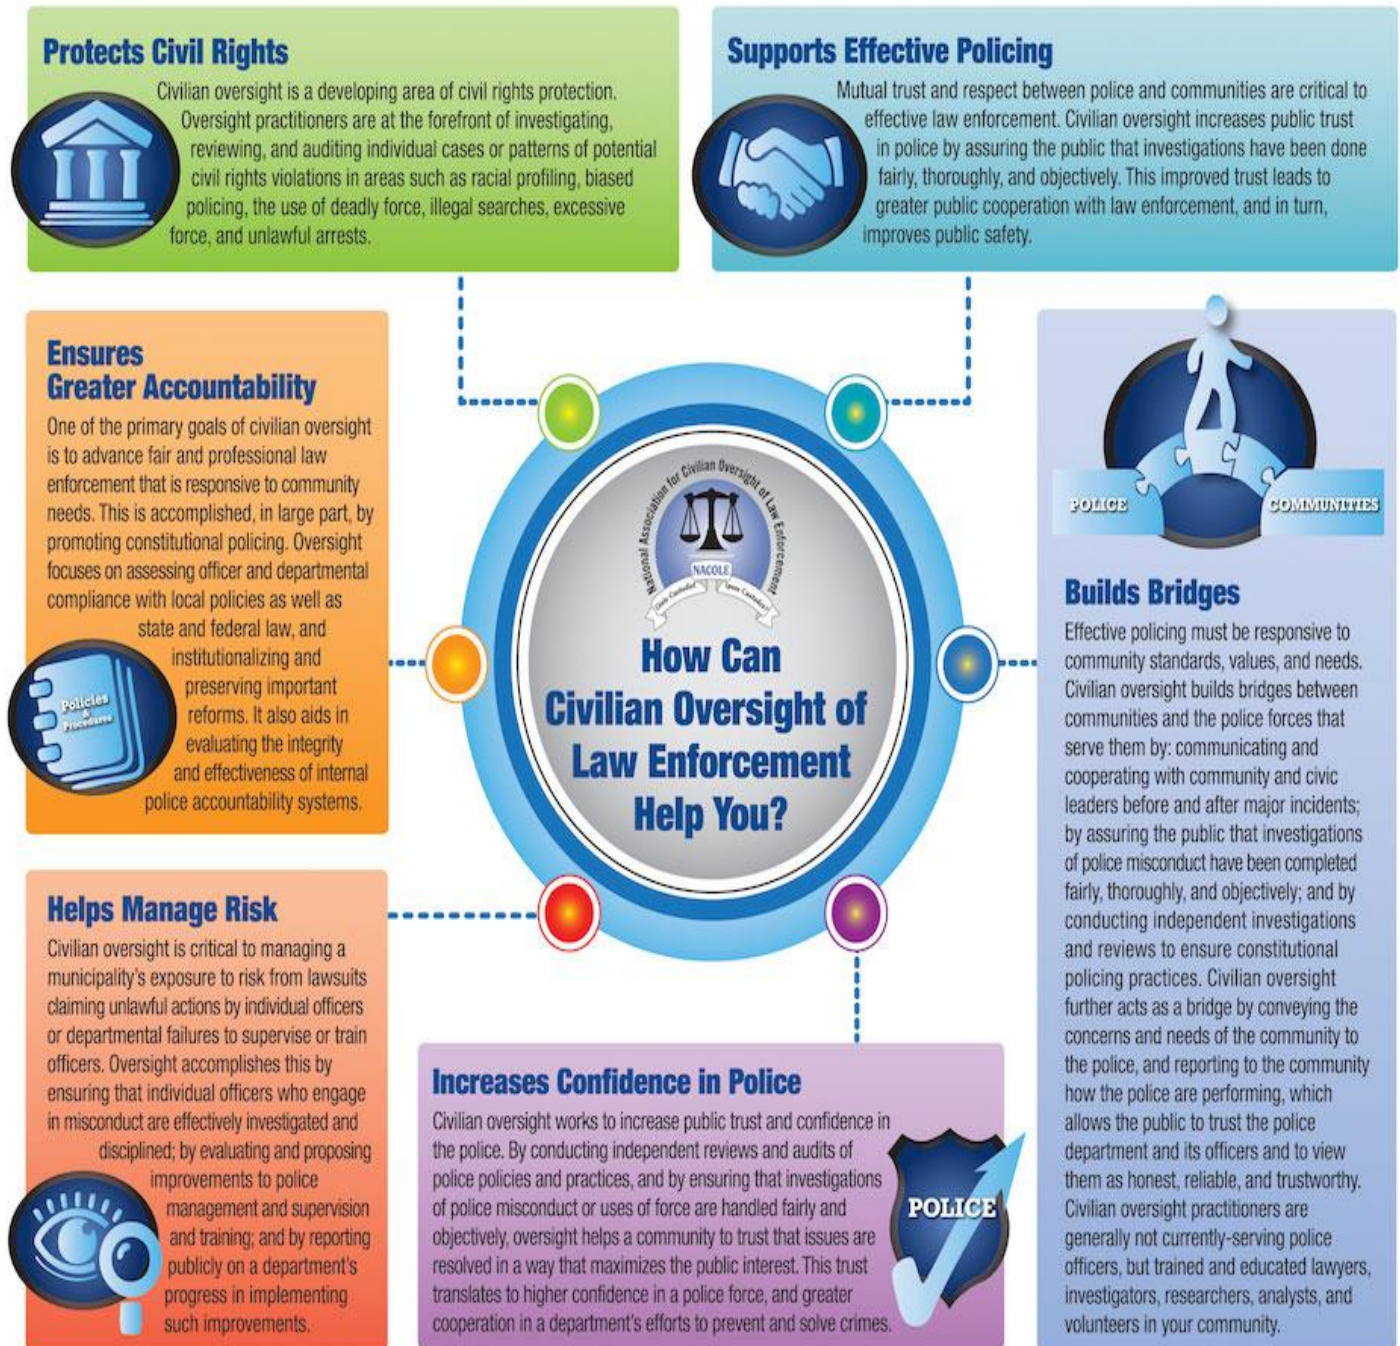 Protects Civil Rights
Civilian oversight is a developing area of civil rights protection.
Oversight practitioners are at the forefront of investigating,
reviewing, and auditing individual cases or patterns of potential
civil rights violations in areas such as racial profiling, biased
policing, the use of deadly force, illegal searches, excessive
force, and unlawful arrests.
Supports Effective Policing
Mutual trust and respect between police and communities are critical to
effective law enforcement. Civilian oversight increases public trust
in police by assuring the public that investigations have been done
fairly, thoroughly, and objectively. This improved trust leads to
greater public cooperation with law enforcement, and in turn,
improves public safety.
Ensures
Greater Accountability
One of the primary goals of civilian oversight
is to advance fair and professional law
enforcement that is responsive to community
needs. This is accomplished, in large part, by
promoting constitutional policing. Oversight
focuses on assessing officer and departmental
compliance with local policies as well as
state and federal law, and
institutionalizing and
preserving important
reforms. It also aids in
evaluating the integrity
and effectiveness of internal
police accountability systems.
Policies
&
Procedures
National Association for Civilian Oversight of Law Enforcement
NACOLE
Quis Custodiet Ipsos Custodes?
How Can
Civilian Oversight of
Law Enforcement
Help You?
POLICE
COMMUNITIES
Builds Bridges
Effective policing must be responsive to
community standards, values, and needs.
Civilian oversight builds bridges between
communities and the police forces that
serve them by: communicating and
cooperating with community and civic
leaders before and after major incidents;
by assuring the public that investigations
of police misconduct have been completed
fairly, thoroughly, and objectively; and by
conducting independent investigations
and reviews to ensure constitutional
policing practices. Civilian oversight
further acts as a bridge by conveying the
concerns and needs of the community to
the police, and reporting to the community
how the police are performing, which
allows the public to trust the police
department and its officers and to view
them as honest, reliable, and trustworthy.
Civilian oversight practitioners are
generally not currently-serving police
officers, but trained and educated lawyers,
investigators, researchers, analysts, and
volunteers in your community.
Helps Manage Risk
Civilian oversight is critical to managing a
municipality's exposure to risk from lawsuits
claiming unlawful actions by individual officers
or departmental failures to supervise or train
officers. Oversight accomplishes this by
ensuring that individual officers who engage
in misconduct are effectively investigated and
disciplined; by evaluating and proposing
improvements to police
management and supervision
and training; and by reporting
publicly on a department's
progress in implementing
such improvements.
Increases Confidence in Police
Civilian oversight works to increase public trust and confidence in
the police. By conducting independent reviews and audits of
police policies and practices, and by ensuring that investigations
of police misconduct or uses of force are handled fairly and
objectively, oversight helps a community to trust that issues are
resolved in a way that maximizes the public interest. This trust
translates to higher confidence in a police force, and greater
cooperation in a department's efforts to prevent and solve crimes.
POLICE